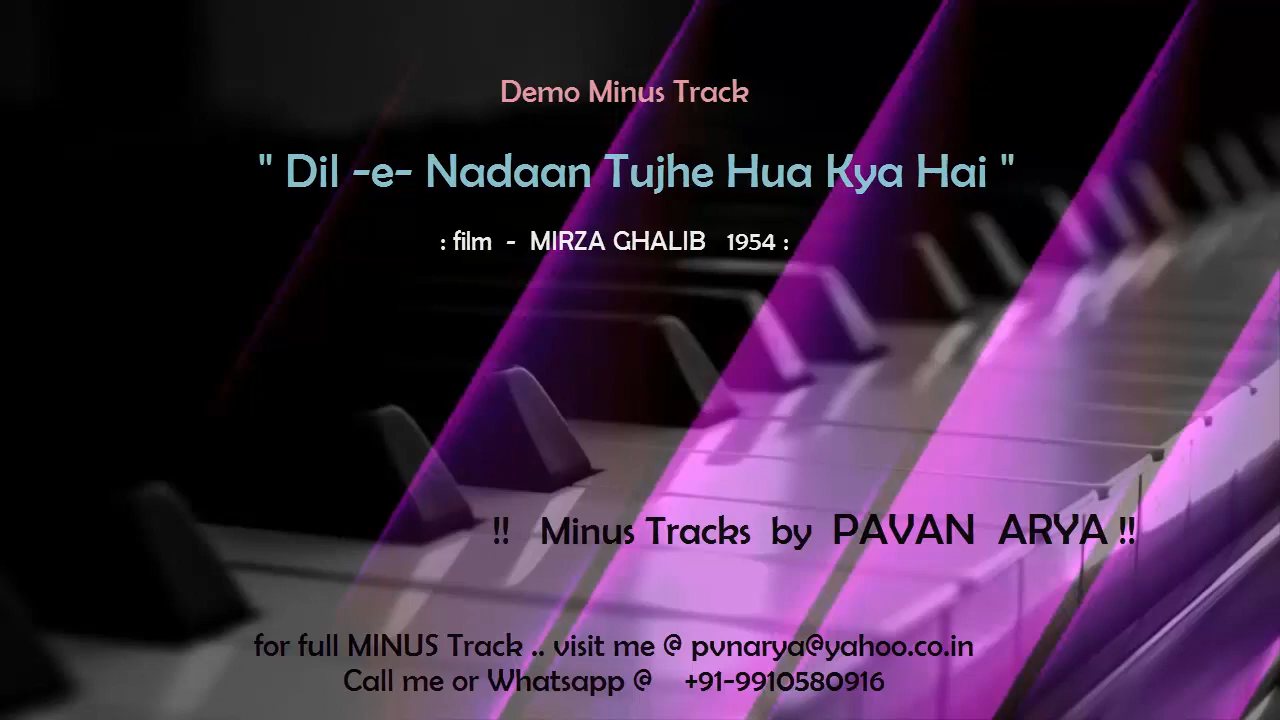 Demo Minus Track
" Dil -e- Nadaan Tujhe Hua Kya Hai "
: film - MIRZA GHALIB 1954 :
!! Minus Tracks by PAVAN ARYA !!
for full MINUS Track .. visit me @ pvnarya@yahoo.co.in
Call me or Whatsapp @ +91-9910580916